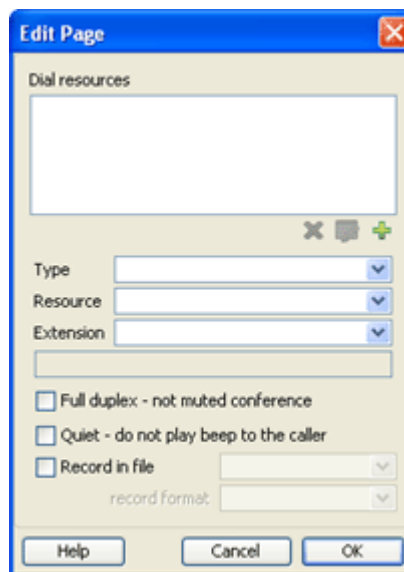 Edit Page
Dial resources
Type
Resource
Extension
Full duplex - not muted conference
Quiet - do not play beep to the caller
Record in file
record format
Help Cancel OK